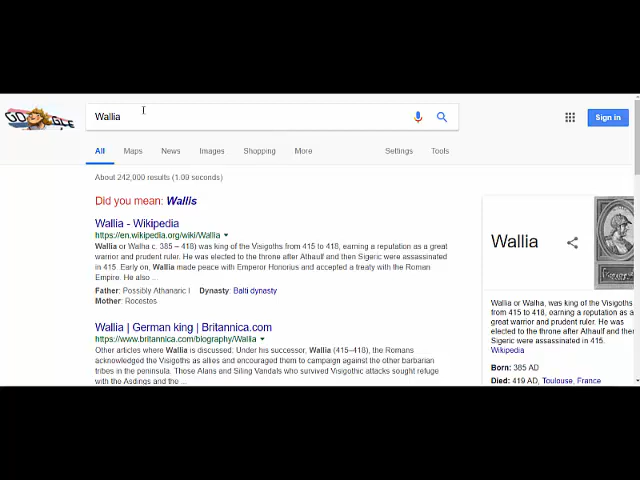 GOOGLE
Wallia
Sign in
All Maps News Images Shopping More Settings Tools
About 242,000 results (1.09 seconds)
Did you mean: Wallis
Wallia - Wikipedia
https://en.wikipedia.org/wiki/Wallia
Wallia or Walha c. 385 – 418) was king of the Visigoths from 415 to 418, earning a reputation as a great
warrior and prudent ruler. He was elected to the throne after Athaulf and then Sigeric were assassinated
in 415. Early on, Wallia made peace with Emperor Honorius and accepted a treaty with the Roman
Empire. He also ...
Father: Possibly Athanaric I Dynasty: Balti dynasty
Mother: Rocestes
Wallia | German king | Britannica.com
https://www.britannica.com/biography/Wallia
Other articles where Wallia is discussed: Under his successor, Wallia (415–418), the Romans
acknowledged the Visigoths as allies and encouraged them to campaign against the other barbarian
tribes in the peninsula. Those Alans and Siling Vandals who survived Visigothic attacks sought refuge
with the Asdings and the ...
Wallia
Wallia or Walha, was king of the Visigoths
from 415 to 418, earning a reputation as a
great warrior and prudent ruler. He was
elected to the throne after Athaulf and then
Sigeric were assassinated in 415.
Wikipedia
Born: 385 AD
Died: 419 AD, Toulouse, France